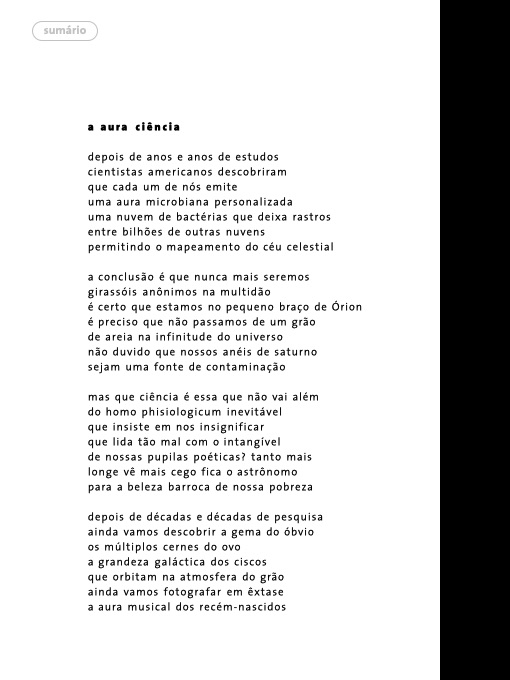 sumário
a aura ciência
depois de anos e anos de estudos
cientistas americanos descobriram
que cada um de nós emite
uma aura microbiana personalizada
uma nuvem de bactérias que deixa rastros
entre bilhões de outras nuvens
permitindo o mapeamento do céu celestial
a conclusão é que nunca mais seremos
girassóis anônimos na multidão
é certo que estamos no pequeno braço de Órion
é preciso que não passamos de um grão
de areia na infinitude do universo
não duvido que nossos anéis de saturno
sejam uma fonte de contaminação
mas que ciência é essa que não vai além
do homo phisiologicum inevitável
que insiste em nos insignificar
que lida tão mal com o intangível
de nossas pupilas poéticas? tanto mais
longe vê mais cego fica o astrônomo
para a beleza barroca de nossa pobreza
depois de décadas e décadas de pesquisa
ainda vamos descobrir a gema do óbvio
os múltiplos cernes do ovo
a grandeza galáctica dos ciscos
que orbitam na atmosfera do grão
ainda vamos fotografar em êxtase
a aura musical dos recém-nascidos